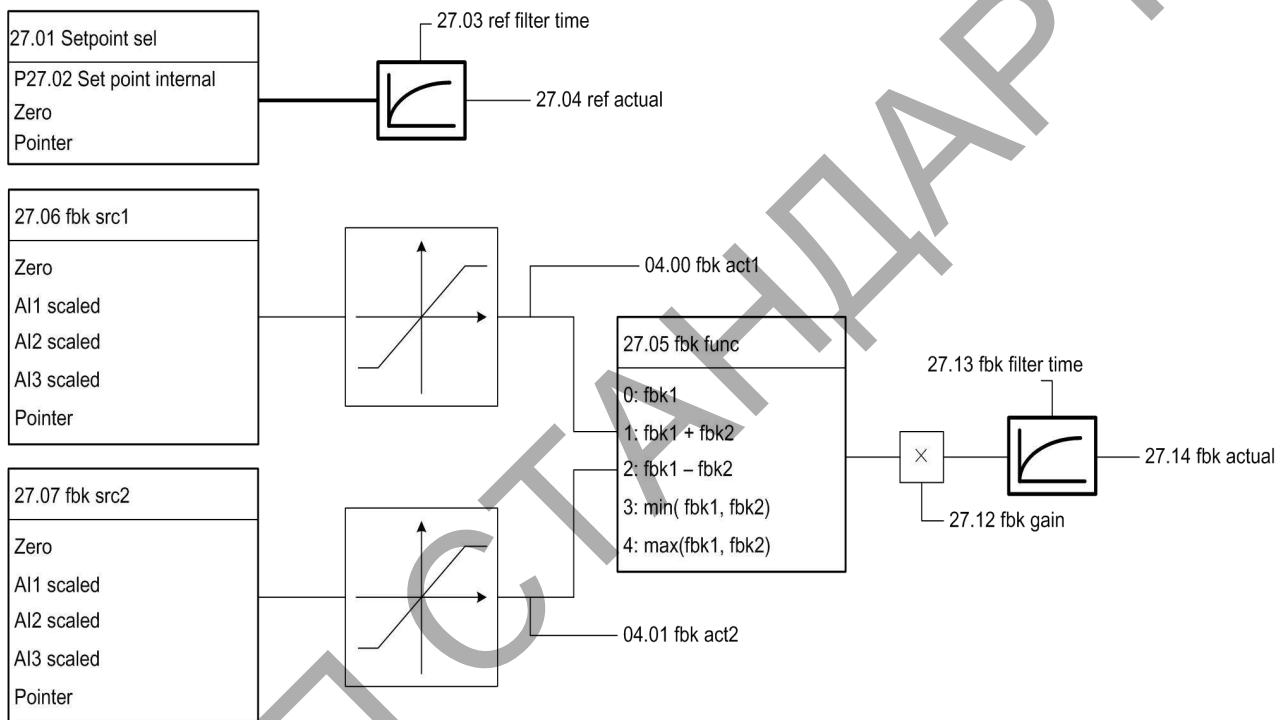 27.01 Setpoint sel
P27.02 Set point internal
Zero
Pointer
27.03 ref filter time
27.04 ref actual
27.06 fbk src1
Zero
AI1 scaled
AI2 scaled
AI3 scaled
Pointer
04.00 fbk act1
27.05 fbk func
0: fbk1
1: fbk1 + fbk2
2: fbk1 – fbk2
3: min( fbk1, fbk2)
4: max(fbk1, fbk2)
27.13 fbk filter time
×
27.14 fbk actual
27.12 fbk gain
27.07 fbk src2
Zero
AI1 scaled
AI2 scaled
AI3 scaled
Pointer
04.01 fbk act2
СТАНДАРТ